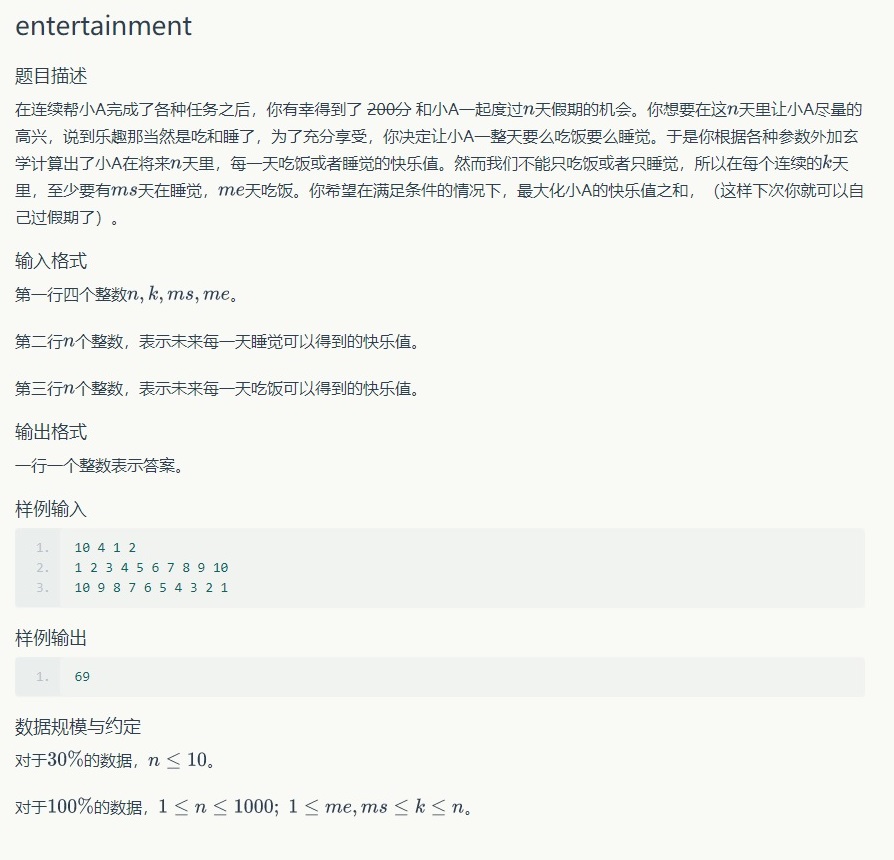 entertainment
题目描述
在连续帮小A完成了各种任务之后，你有幸得到了 200分 和小A一起度过n天假期的机会。你想要在这n天里让小A尽量的
高兴，说到乐趣那当然是吃和睡了，为了充分享受，你决定让小A一整天要么吃饭要么睡觉。于是你根据各种参数外加玄
学计算出了小A在将来n天里，每一天吃饭或者睡觉的快乐值。然而我们不能只吃饭或者只睡觉，所以在每个连续的k天
里，至少要有ms天在睡觉，me天吃饭。你希望在满足条件的情况下，最大化小A的快乐值之和，（这样下次你就可以自
己过假期了）。
输入格式
第一行四个整数n, k, ms, me。
第二行n个整数，表示未来每一天睡觉可以得到的快乐值。
第三行n个整数，表示未来每一天吃饭可以得到的快乐值。
输出格式
一行一个整数表示答案。
样例输入
1. 10 4 1 2
2. 1 2 3 4 5 6 7 8 9 10
3. 10 9 8 7 6 5 4 3 2 1
样例输出
1. 69
数据规模与约定
对于30%的数据，n ≤ 10。
对于100%的数据，1 ≤ n ≤ 1000; 1 ≤ me, ms ≤ k ≤ n。